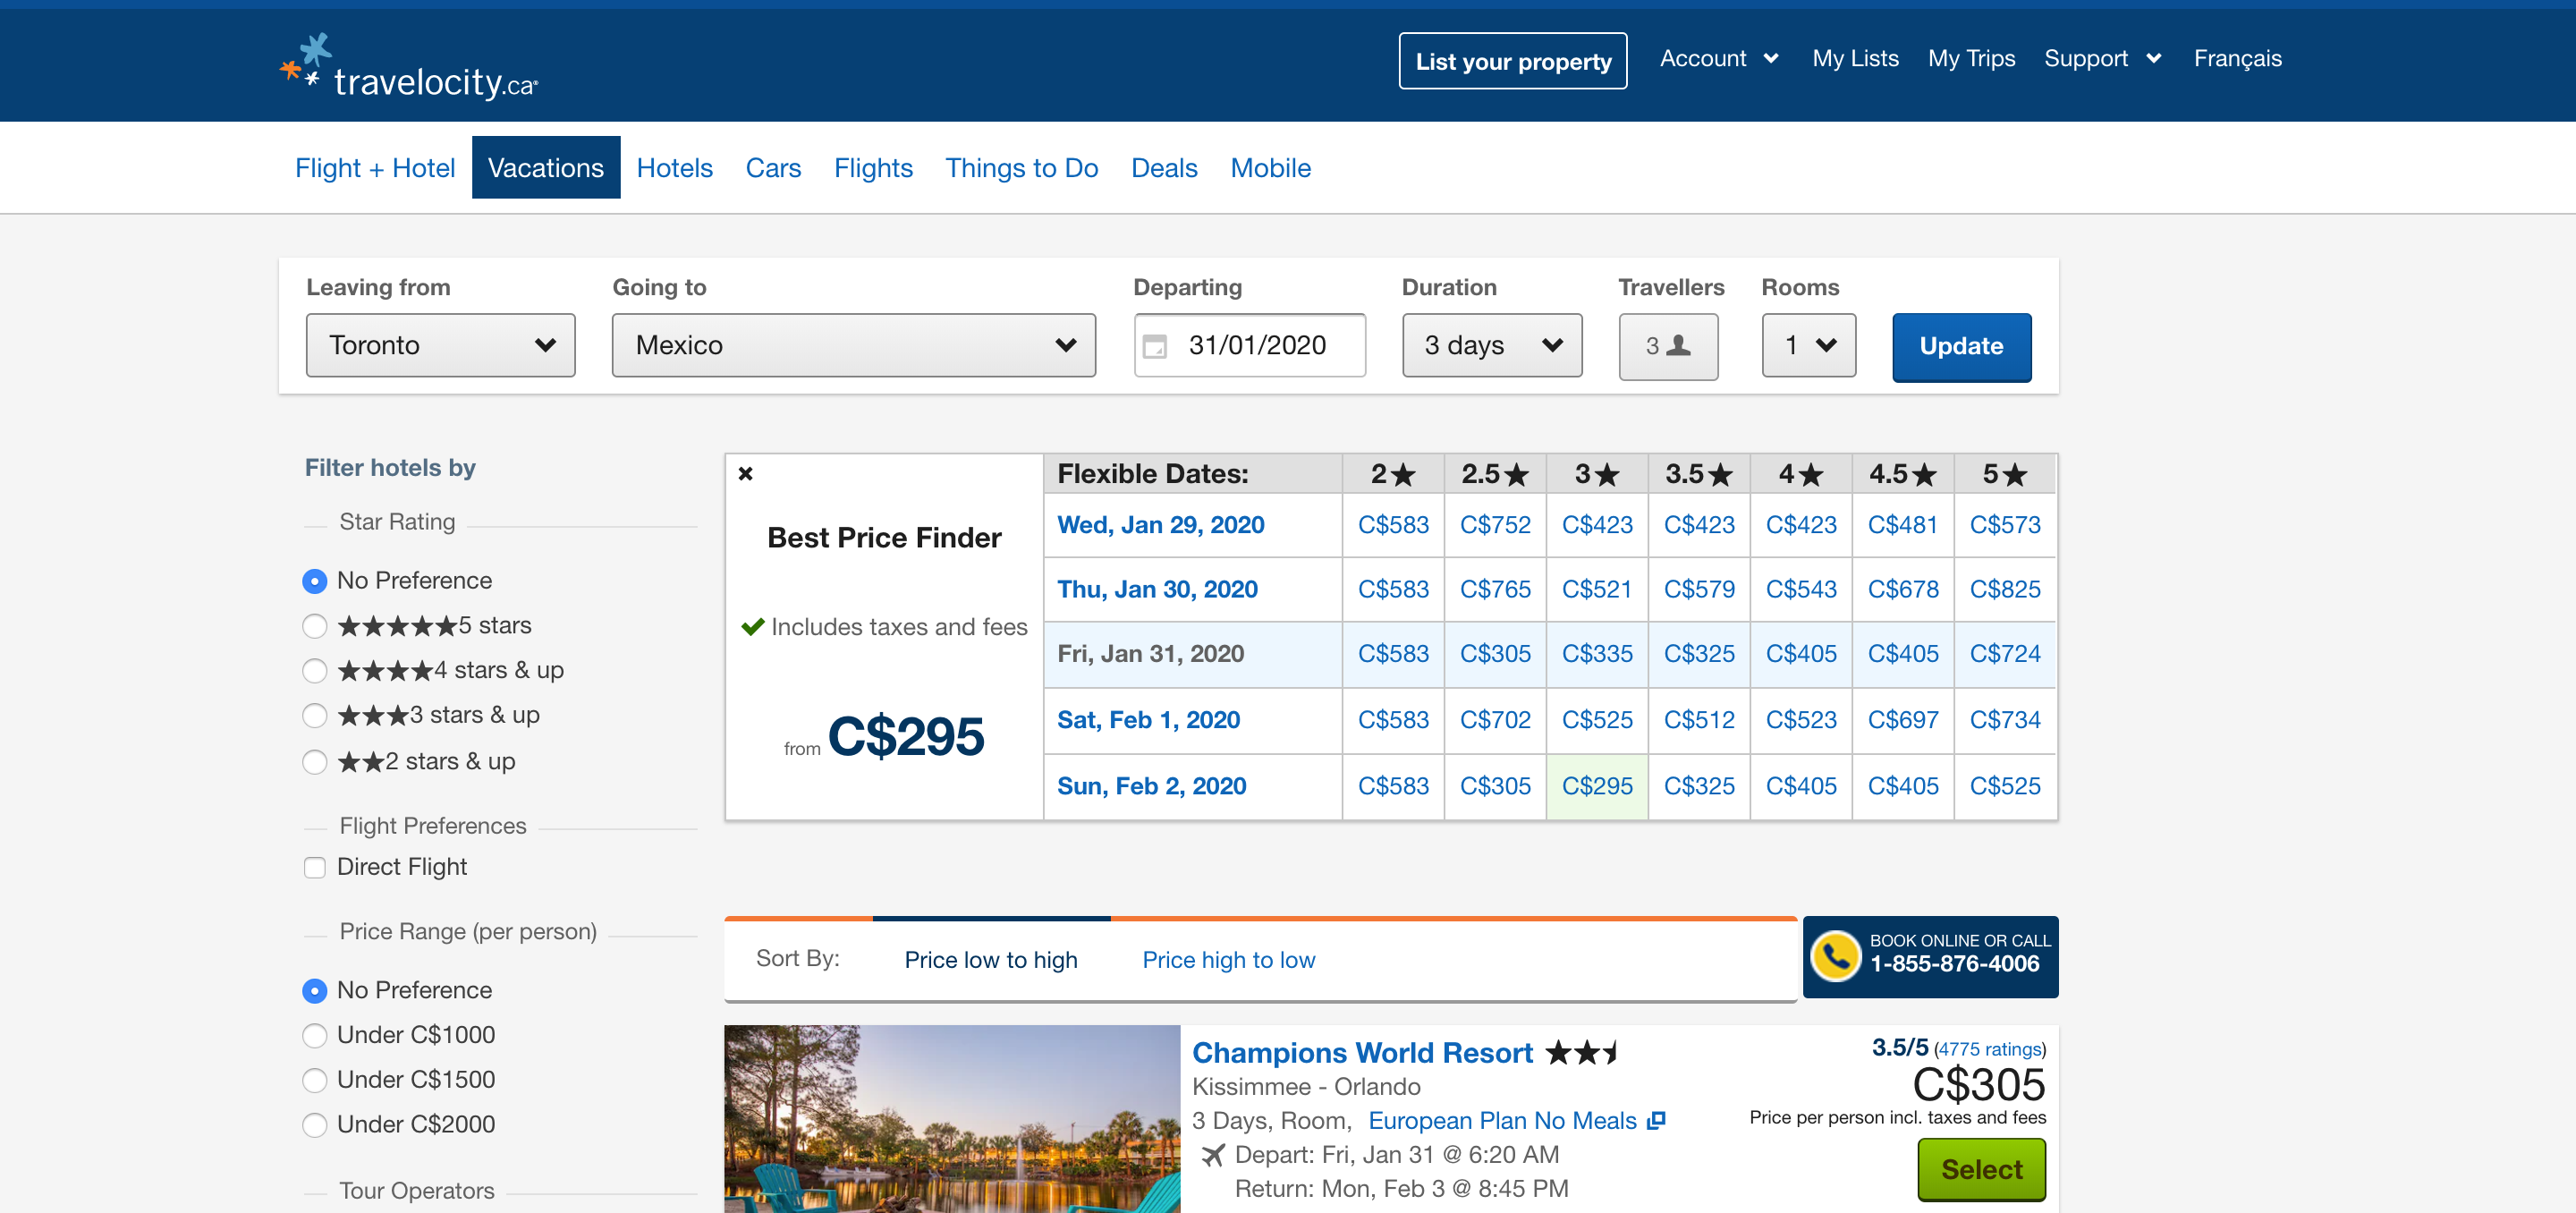 travelocity.ca
List your property
Account
My Lists
My Trips
Support
Français
Flight + Hotel
Vacations
Hotels
Cars
Flights
Things to Do
Deals
Mobile
Leaving from
Going to
Departing
Duration
Travellers
Rooms
Toronto
Mexico
31/01/2020
3 days
3
1
Update
Filter hotels by
Star Rating
No Preference
★★★★★5 stars
★★★★4 stars & up
★★★3 stars & up
★★2 stars & up
Flight Preferences
Direct Flight
Price Range (per person)
No Preference
Under C$1000
Under C$1500
Under C$2000
Tour Operators
Best Price Finder
Includes taxes and fees
from C$295
Flexible Dates: 2★ 2.5★ 3★ 3.5★ 4★ 4.5★ 5★
Wed, Jan 29, 2020 C$583 C$752 C$423 C$423 C$423 C$481 C$573
Thu, Jan 30, 2020 C$583 C$765 C$521 C$579 C$543 C$678 C$825
Fri, Jan 31, 2020 C$583 C$305 C$335 C$325 C$405 C$405 C$724
Sat, Feb 1, 2020 C$583 C$702 C$525 C$512 C$523 C$697 C$734
Sun, Feb 2, 2020 C$583 C$305 C$295 C$325 C$405 C$405 C$525
Sort By:
Price low to high
Price high to low
BOOK ONLINE OR CALL
1-855-876-4006
Champions World Resort
Kissimmee - Orlando
3 Days, Room, European Plan No Meals
Depart: Fri, Jan 31 @ 6:20 AM
Return: Mon, Feb 3 @ 8:45 PM
3.5/5 (4775 ratings)
C$305
Price per person incl. taxes and fees
Select